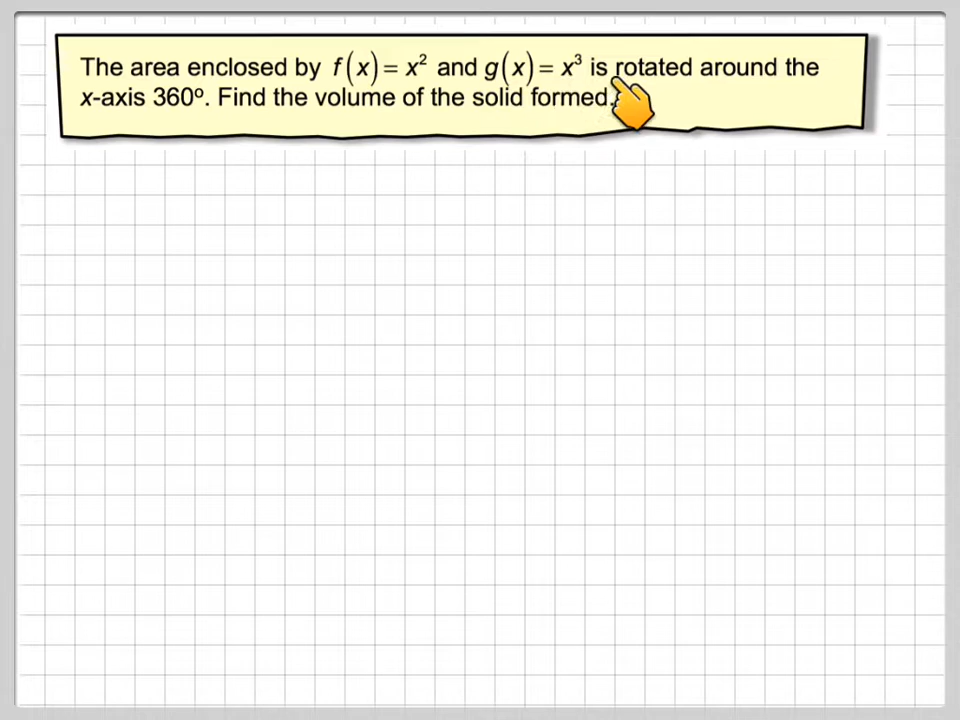 The area enclosed by f(x) = x² and g(x) = x³ is rotated around the
x-axis 360º. Find the volume of the solid formed.